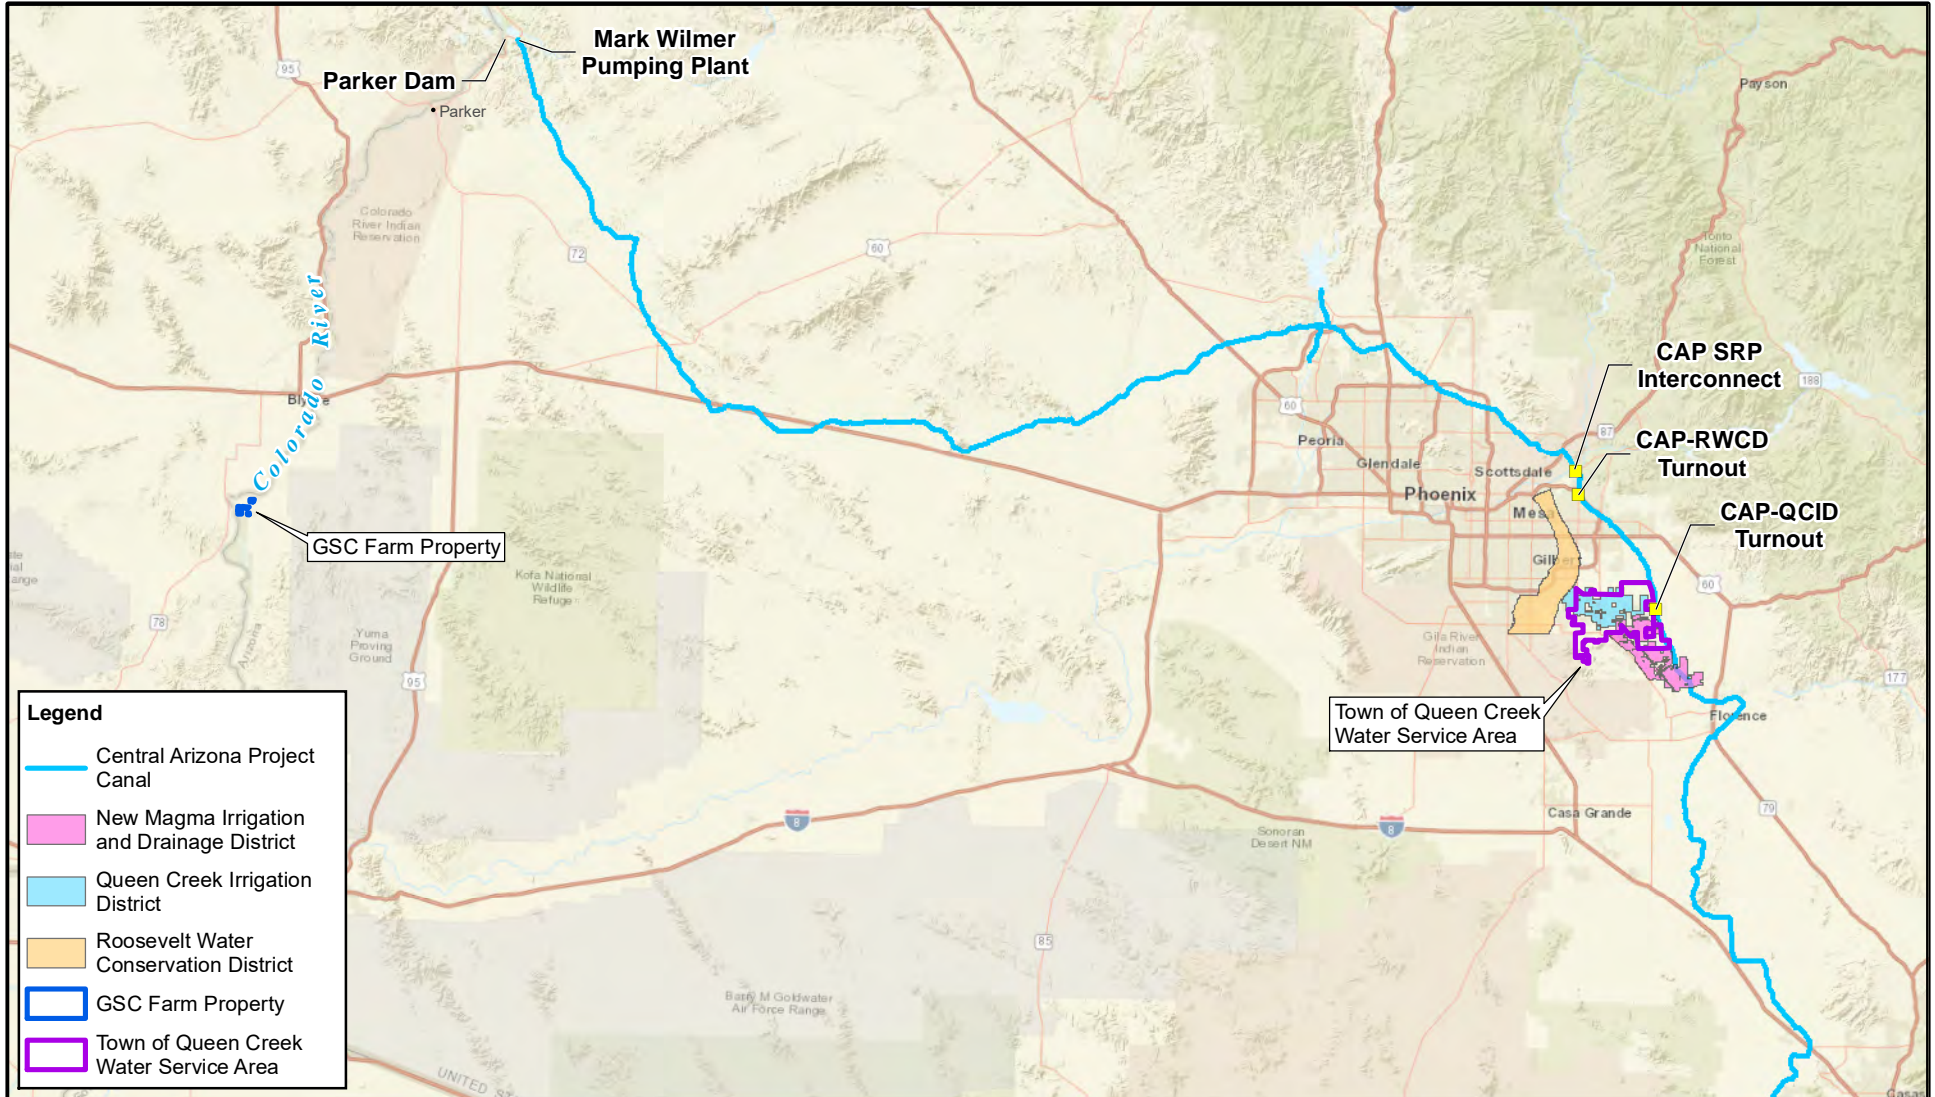 Mark Wilmer
Pumping Plant
Parker Dam
Parker
95
Payson
Colorado
River Indian
Reservation
72
60
Tonto
National
Forest
Colorado River
CAP SRP
Interconnect
188
Blythe
60
87
Peoria
CAP-RWCD
Turnout
Glendale
Scottsdale
Phoenix
Mesa
CAP-QCID
Turnout
GSC Farm Property
Gilbert
Kofa National
Wildlife
Refuge
60
78
Arizona
Yuma
Proving
Ground
Gila River
Indian
Reservation
95
177
Town of Queen Creek
Water Service Area
Florence
8
8
Casa Grande
79
Sonoran
Desert NM
85
Barry M Goldwater
Air Force Range
UNITED
Legend
Central Arizona Project
Canal
New Magma Irrigation
and Drainage District
Queen Creek Irrigation
District
Roosevelt Water
Conservation District
GSC Farm Property
Town of Queen Creek
Water Service Area